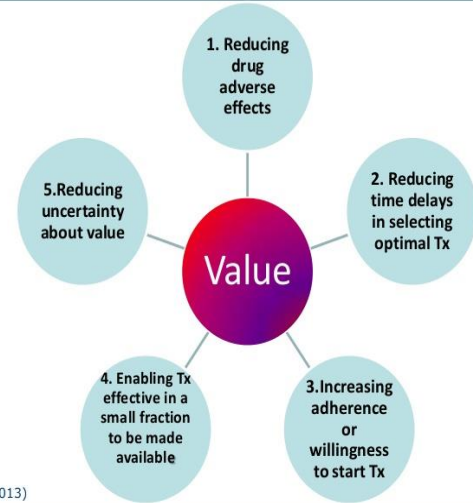 1. Reducing
drug
adverse
effects
2. Reducing
time delays
in selecting
optimal Tx
3.Increasing
adherence
or
willingness
to start Tx
4. Enabling Tx
effective in a
small fraction
to be made
available
5.Reducing
uncertainty
about value
Value
013)